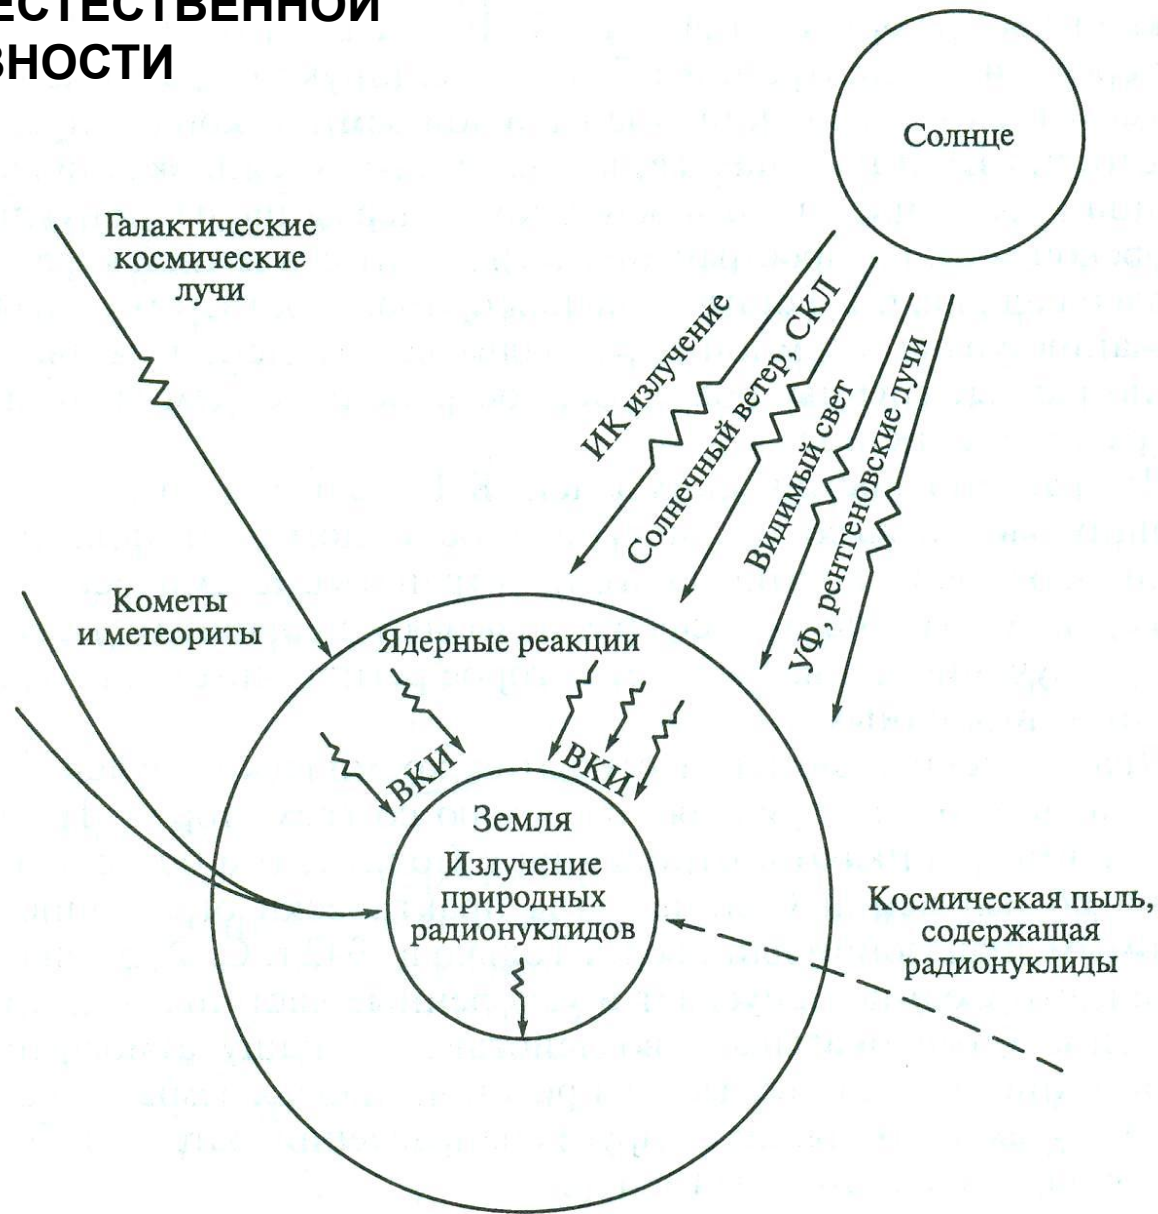 ЕСТЕСТВЕННОЙ
ВНОСТИ
Солнце
Галактические
космические
лучи
ИК излучение
Солнечный ветер, СКЛ
Видимый свет
УФ, рентгеновские лучи
Кометы
и метеориты
Ядерные реакции
ВКИ
ВКИ
Земля
Излучение
природных
радионуклидов
Космическая пыль,
содержащая
радионуклиды